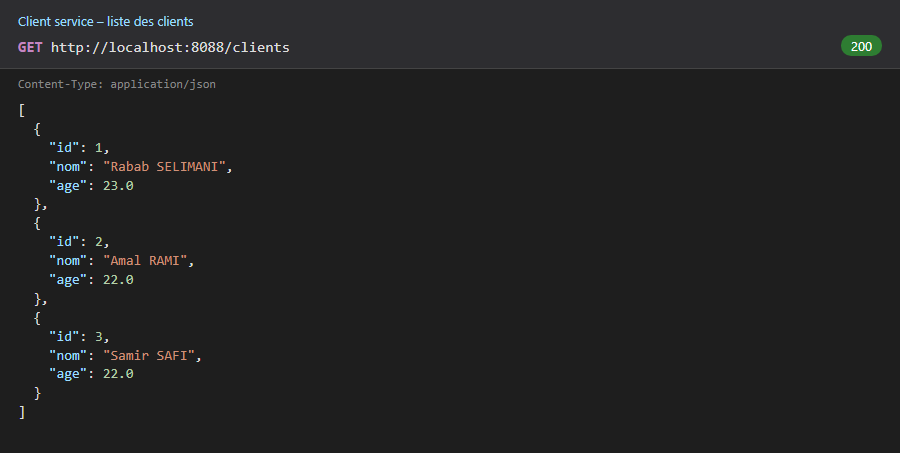 Client service – liste des clients
GET http://localhost:8088/clients
200
Content-Type: application/json
[
  {
    "id": 1,
    "nom": "Rabab SELIMANI",
    "age": 23.0
  },
  {
    "id": 2,
    "nom": "Amal RAMI",
    "age": 22.0
  },
  {
    "id": 3,
    "nom": "Samir SAFI",
    "age": 22.0
  }
]